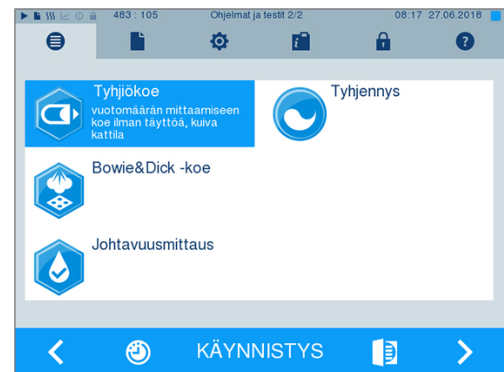 483 : 105 Ohjelmat ja testit 2/2 08:17 27.06.2018
Tyhjiökoe
vuotomäärän mittaamiseen
koe ilman täyttöä, kuiva
kattila
Tyhjennys
Bowie&Dick -koe
Johtavuusmittaus
KÄYNNISTYS